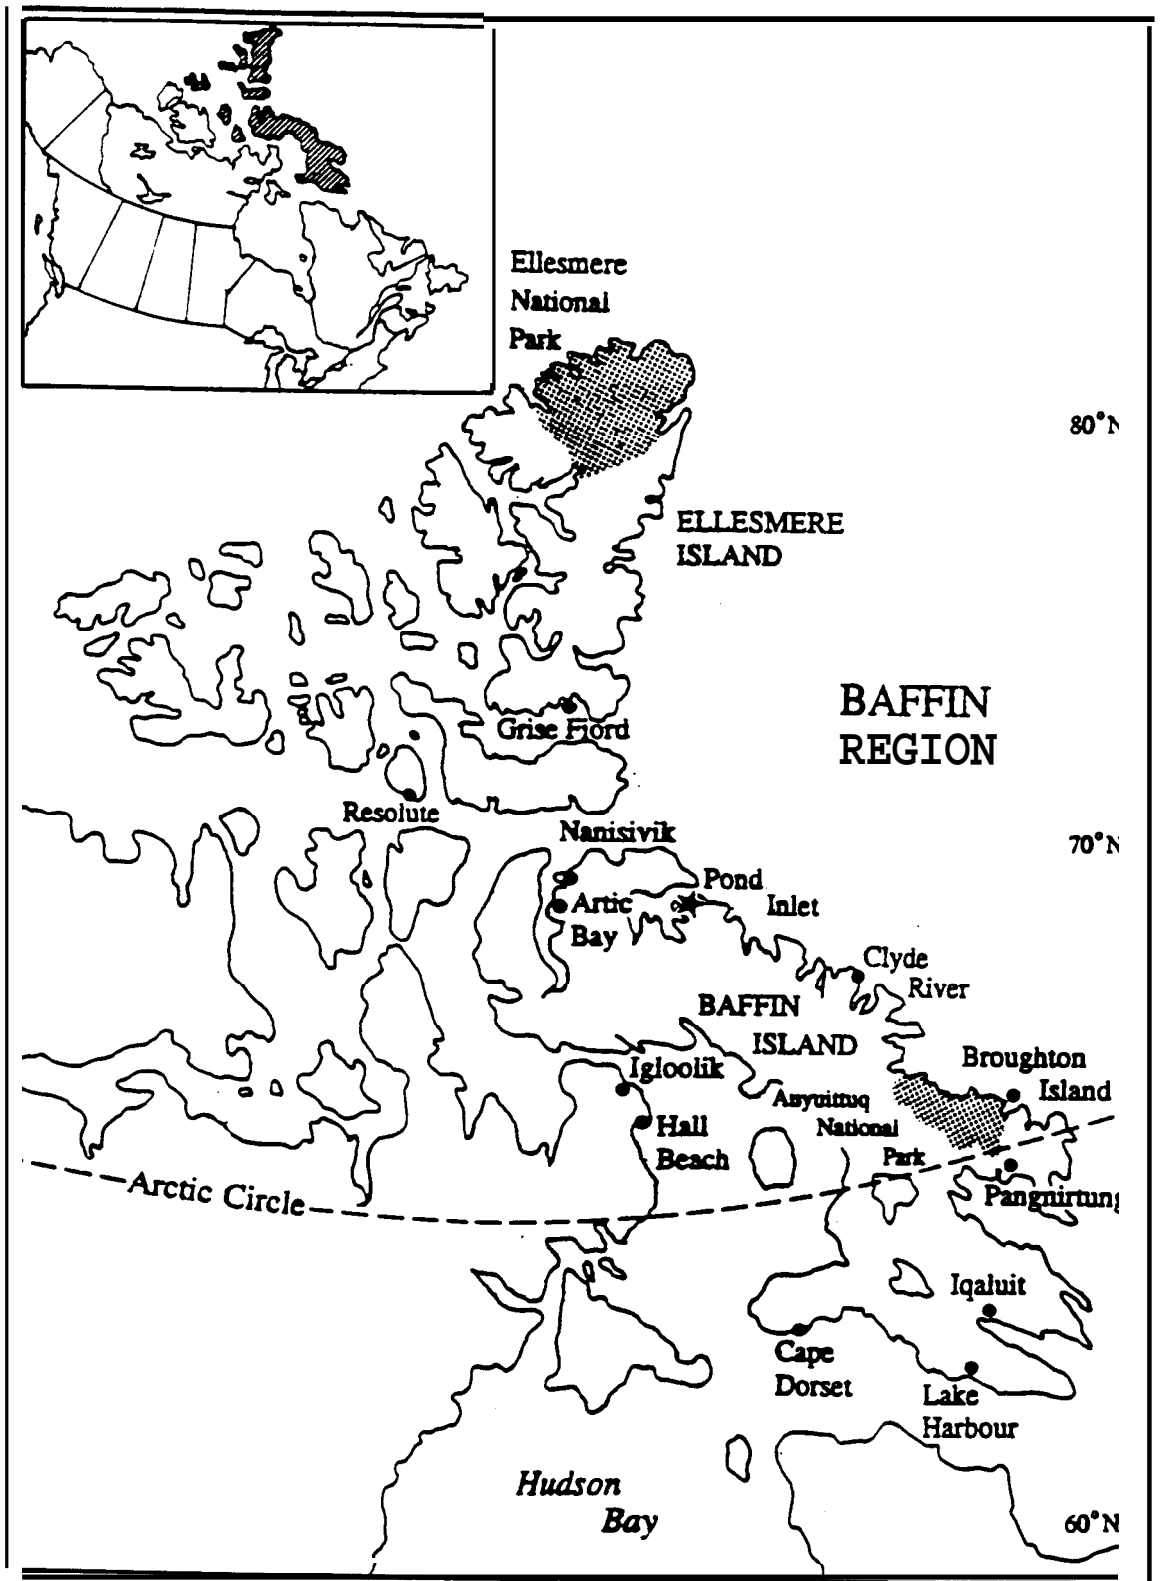 Ellesmere
National
Park
80°N
ELLESMERE
ISLAND
BAFFIN
REGION
Grise Fiord
Resolute
Nanisivik
70°N
Pond
Inlet
Artic
Bay
Clyde
River
BAFFIN
ISLAND
Broughton
Island
Igloolik
Auyuittuq
National
Park
Hall
Beach
Arctic Circle
Pangnirtung
Iqaluit
Cape
Dorset
Lake
Harbour
Hudson
Bay
60°N